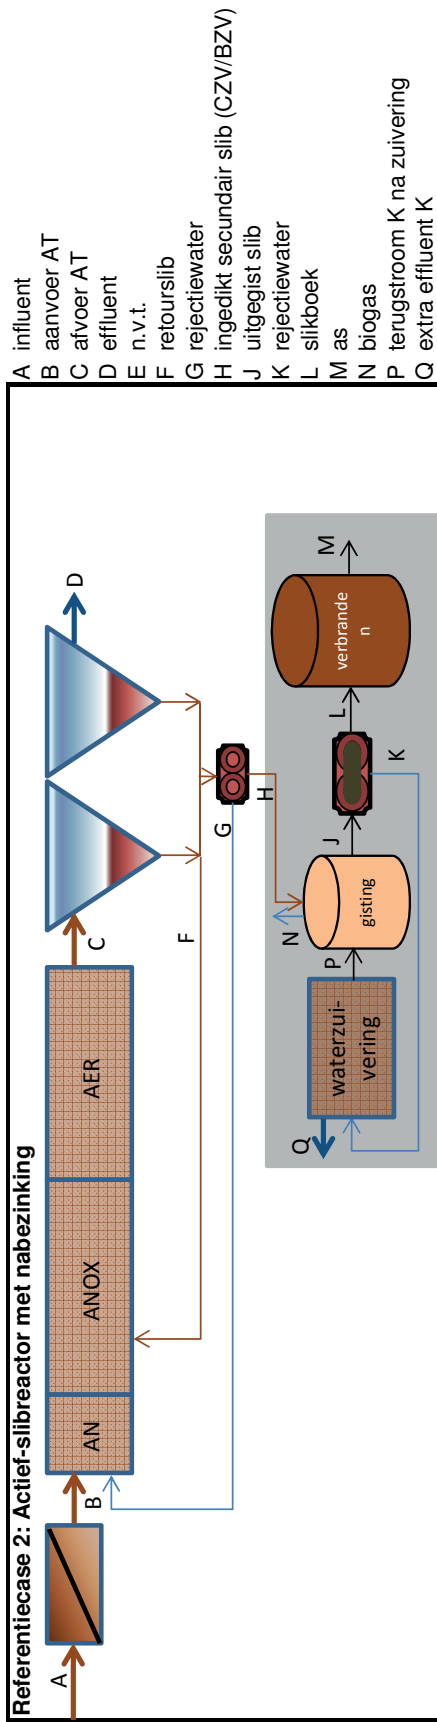 Referentiecase 2: Actief-slibreactor met nabezinking
A
B
AN
ANOX
AER
C
D
F
G
H
N
P
J
L
M
K
Q
waterzui-
vering
gisting
verbrande
n
A influent
B aanvoer AT
C afvoer AT
D effluent
E n.v.t.
F retourslib
G rejectiewater
H ingedikt secundair slib (CZV/BZV)
J uitgegist slib
K rejectiewater
L slikboek
M as
N biogas
P terugstroom K na zuivering
Q extra effluent K